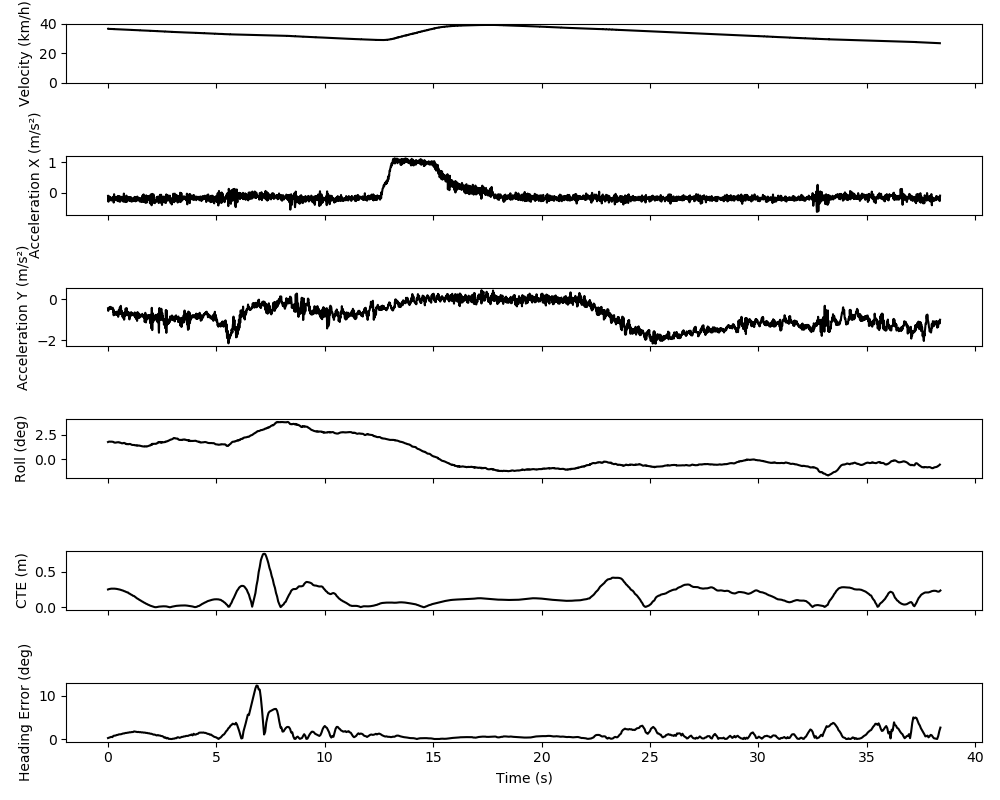 Velocity (km/h)
40
20
0
Acceleration X (m/s²)
1
0
Acceleration Y (m/s²)
0
−2
Roll (deg)
2.5
0.0
CTE (m)
0.5
0.0
Heading Error (deg)
10
0
0 5 10 15 20 25 30 35 40
Time (s)